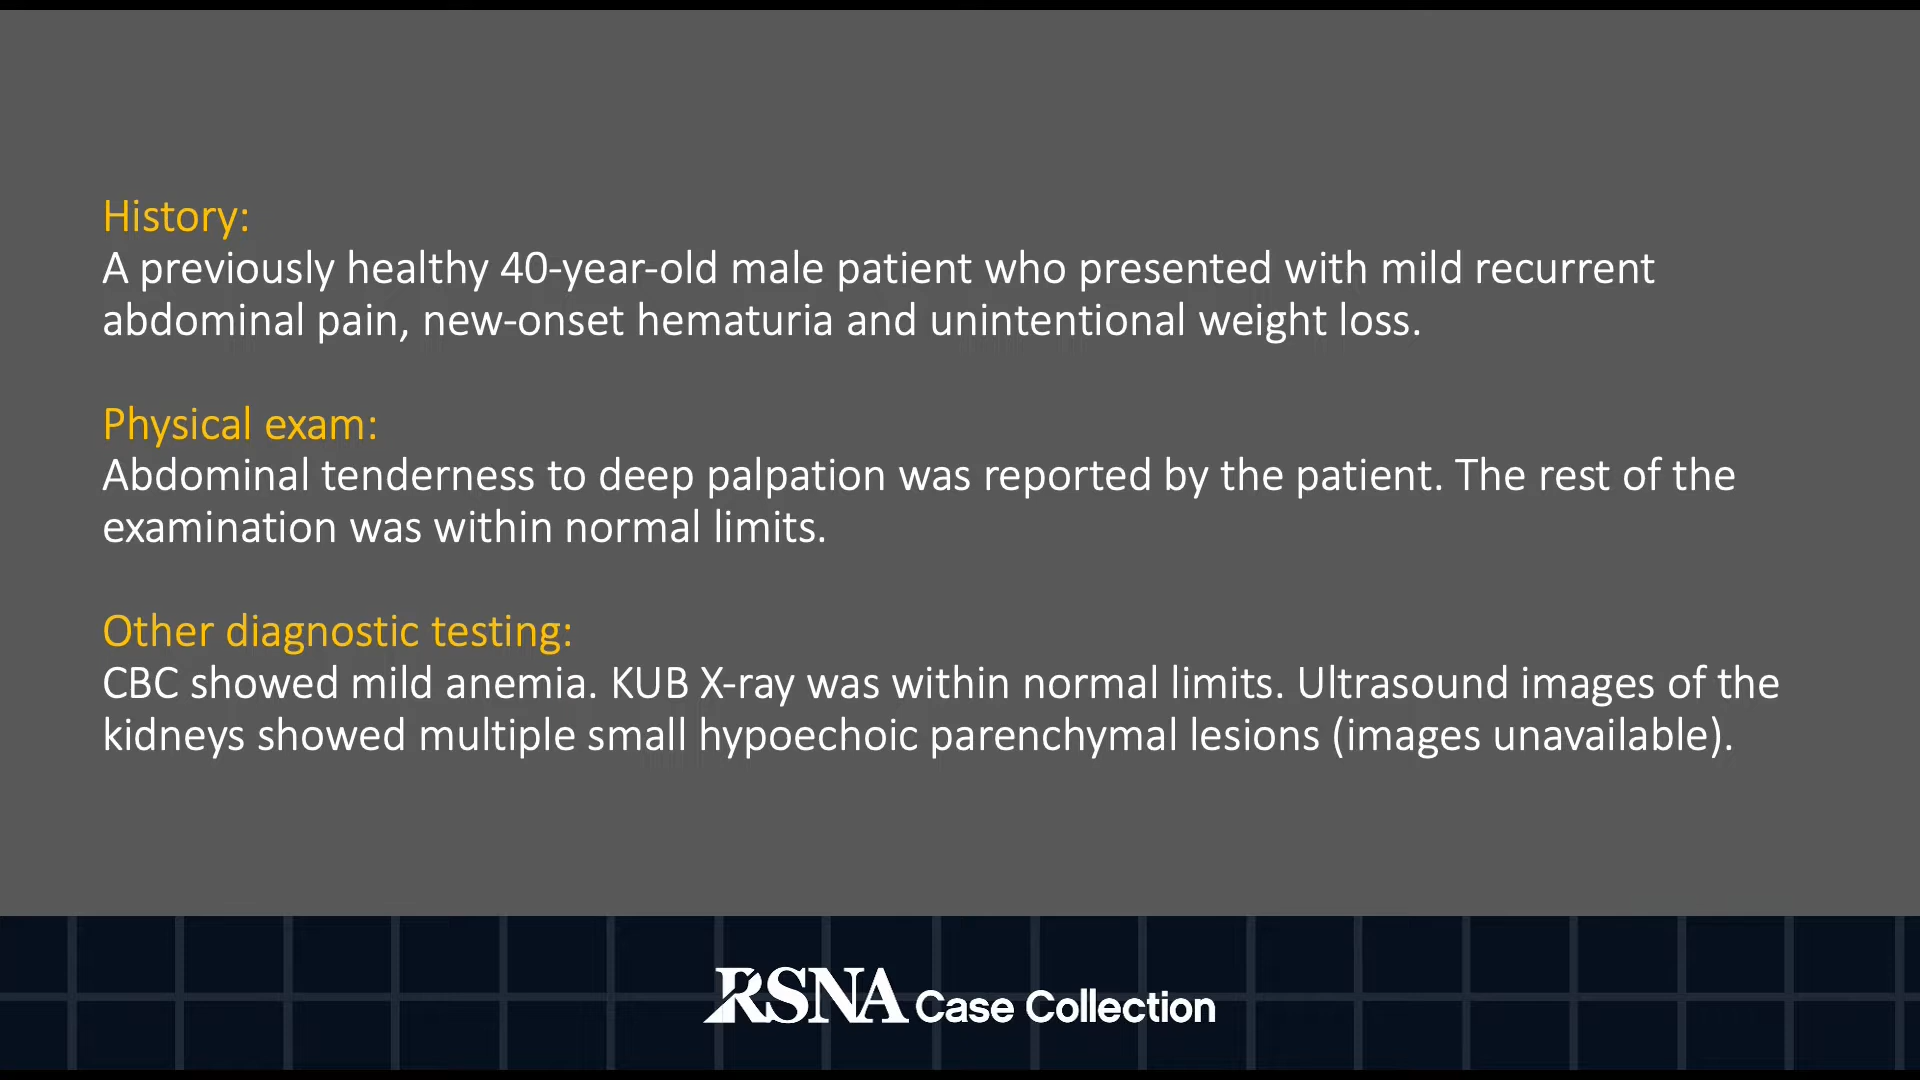 History:
A previously healthy 40-year-old male patient who presented with mild recurrent
abdominal pain, new-onset hematuria and unintentional weight loss.
Physical exam:
Abdominal tenderness to deep palpation was reported by the patient. The rest of the
examination was within normal limits.
Other diagnostic testing:
CBC showed mild anemia. KUB X-ray was within normal limits. Ultrasound images of the
kidneys showed multiple small hypoechoic parenchymal lesions (images unavailable).
RSNA Case Collection